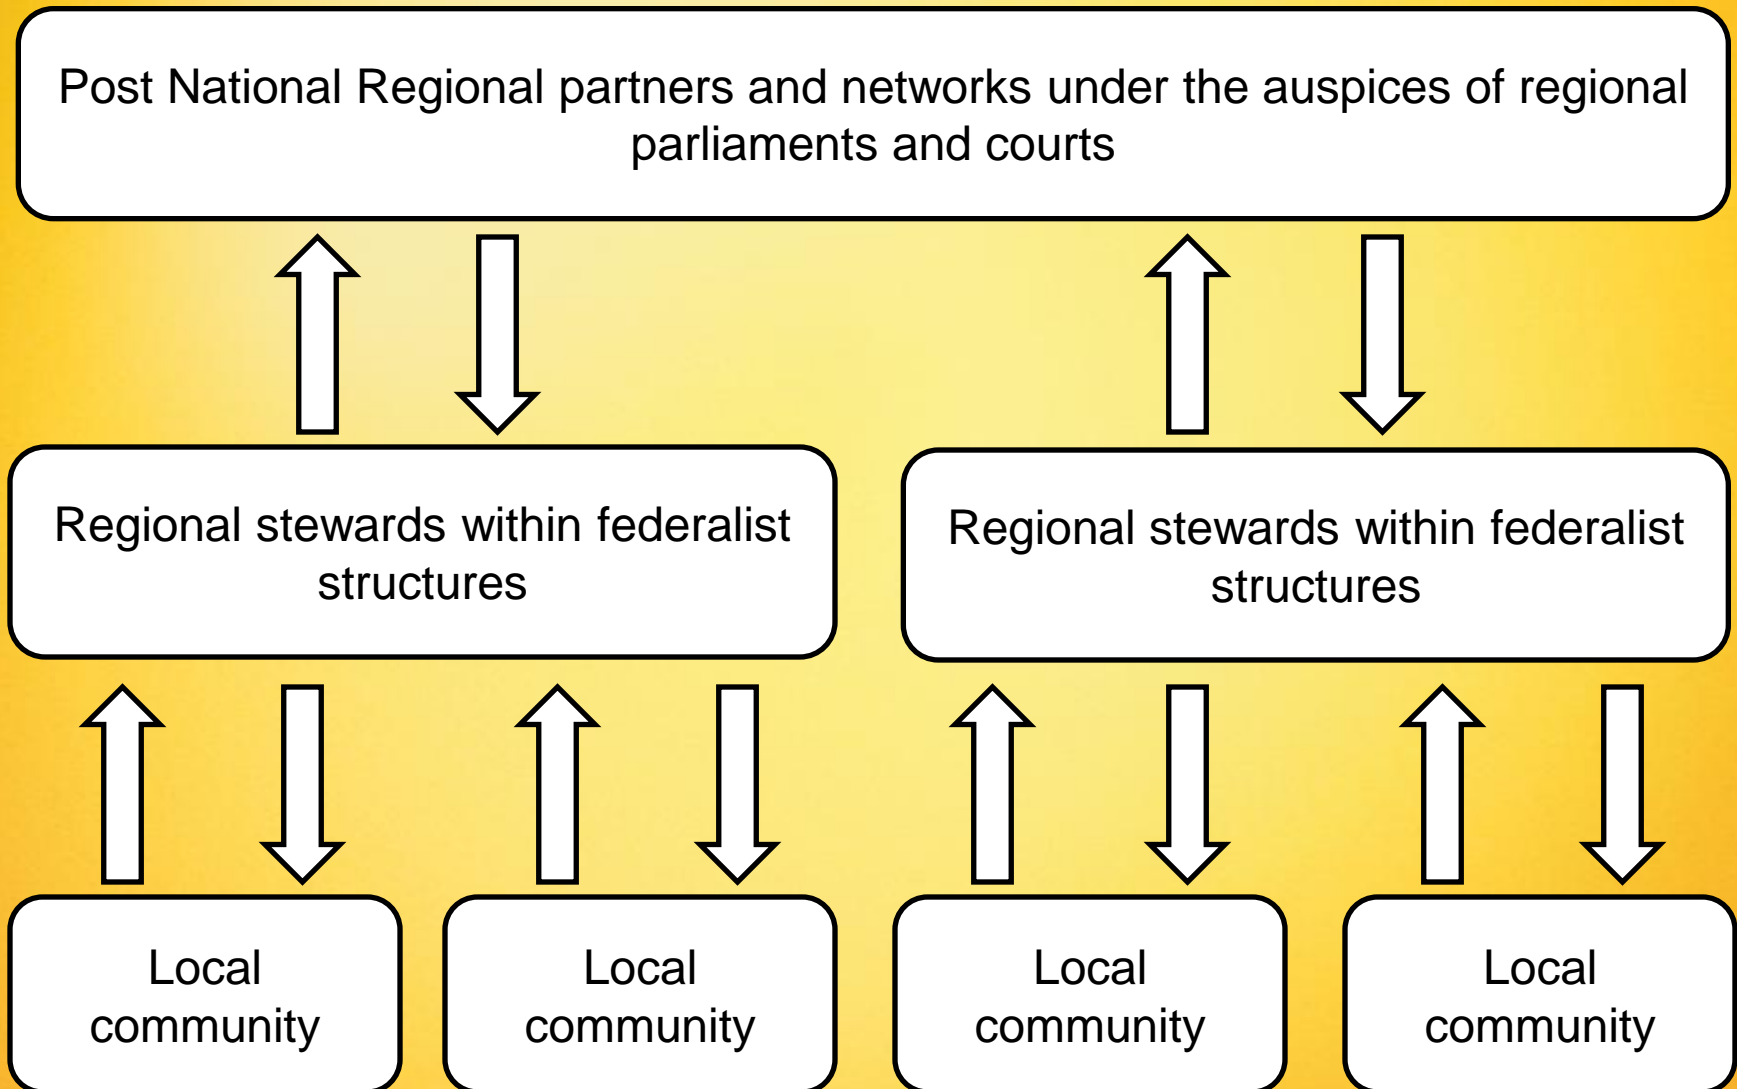 Post National Regional partners and networks under the auspices of regional
parliaments and courts
Regional stewards within federalist
structures
Regional stewards within federalist
structures
Local
community
Local
community
Local
community
Local
community